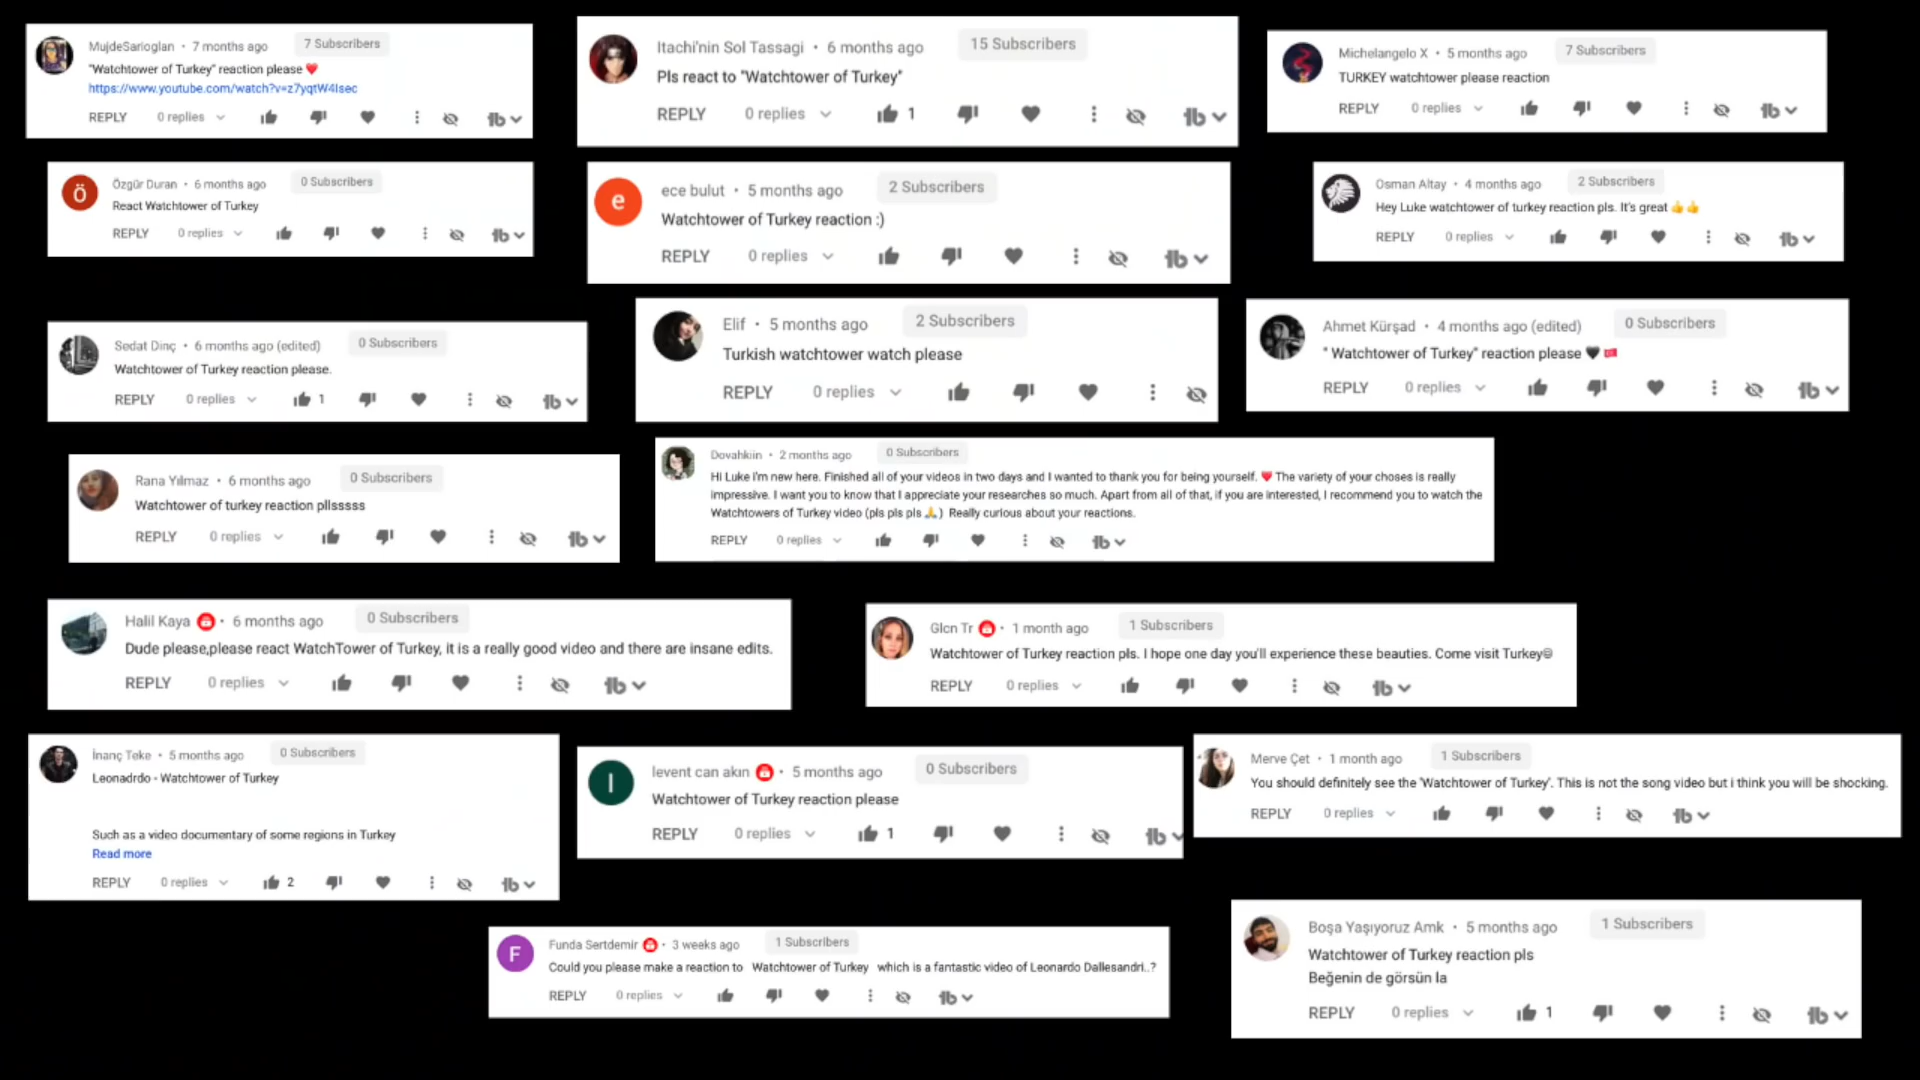 MujdeSarioglan • 7 months ago 7 Subscribers
"Watchtower of Turkey" reaction please ❤️
https://www.youtube.com/watch?v=z7yqtW4Isec
REPLY 0 replies
Itachi'nin Sol Tassagi • 6 months ago 15 Subscribers
Pls react to "Watchtower of Turkey"
REPLY 0 replies 1
Michelangelo X • 5 months ago 7 Subscribers
TURKEY watchtower please reaction
REPLY 0 replies
Ö
Özgür Duran • 6 months ago 0 Subscribers
React Watchtower of Turkey
REPLY 0 replies
e
ece bulut • 5 months ago 2 Subscribers
Watchtower of Turkey reaction :)
REPLY 0 replies
Osman Altay • 4 months ago 2 Subscribers
Hey Luke watchtower of turkey reaction pls. It's great 👍👍
REPLY 0 replies
Sedat Dinç • 6 months ago (edited) 0 Subscribers
Watchtower of Turkey reaction please.
REPLY 0 replies 1
Elif • 5 months ago 2 Subscribers
Turkish watchtower watch please
REPLY 0 replies
Ahmet Kürşad • 4 months ago (edited) 0 Subscribers
" Watchtower of Turkey" reaction please 🖤 🇹🇷
REPLY 0 replies
Rana Yılmaz • 6 months ago 0 Subscribers
Watchtower of turkey reaction pllsssss
REPLY 0 replies
Dovahkiin • 2 months ago 0 Subscribers
Hi Luke i'm new here. Finished all of your videos in two days and I wanted to thank you for being yourself. ❤️ The variety of your choses is really
impressive. I want you to know that I appreciate your researches so much. Apart from all of that, if you are interested, I recommend you to watch the
Watchtowers of Turkey video (pls pls pls 🙏) Really curious about your reactions.
REPLY 0 replies
Halil Kaya • 6 months ago 0 Subscribers
Dude please,please react WatchTower of Turkey, it is a really good video and there are insane edits.
REPLY 0 replies
Glcn Tr • 1 month ago 1 Subscribers
Watchtower of Turkey reaction pls. I hope one day you'll experience these beauties. Come visit Turkey😊
REPLY 0 replies
İnanç Teke • 5 months ago 0 Subscribers
Leonadrdo - Watchtower of Turkey
Such as a video documentary of some regions in Turkey
Read more
REPLY 0 replies 2
l
levent can akın • 5 months ago 0 Subscribers
Watchtower of Turkey reaction please
REPLY 0 replies 1
Merve Çet • 1 month ago 1 Subscribers
You should definitely see the 'Watchtower of Turkey'. This is not the song video but i think you will be shocking.
REPLY 0 replies
F
Funda Sertdemir • 3 weeks ago 1 Subscribers
Could you please make a reaction to Watchtower of Turkey which is a fantastic video of Leonardo Dallesandri..?
REPLY 0 replies
Boşa Yaşıyoruz Amk • 5 months ago 1 Subscribers
Watchtower of Turkey reaction pls
Beğenin de görsün la
REPLY 0 replies 1